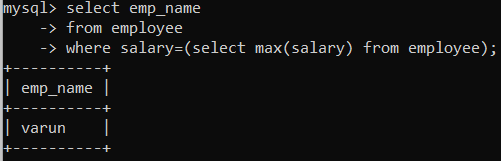 mysql> select emp_name
    -> from employee
    -> where salary=(select max(salary) from employee);
+----------+
| emp_name |
+----------+
| varun    |
+----------+